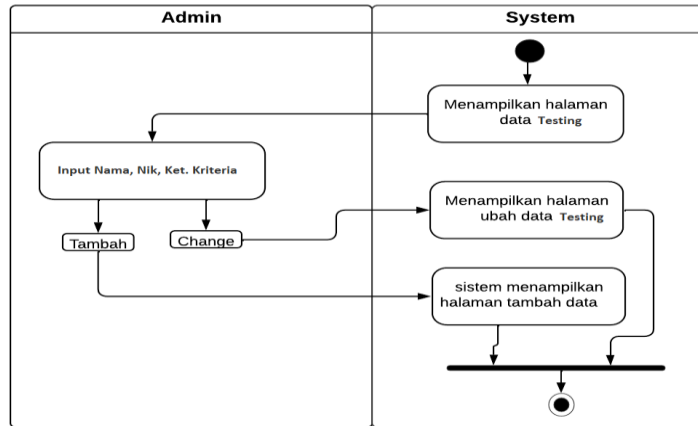 Admin
System
Menampilkan halaman
data Testing
Input Nama, Nik, Ket. Kriteria
Menampilkan halaman
ubah data Testing
Tambah
Change
sistem menampilkan
halaman tambah data